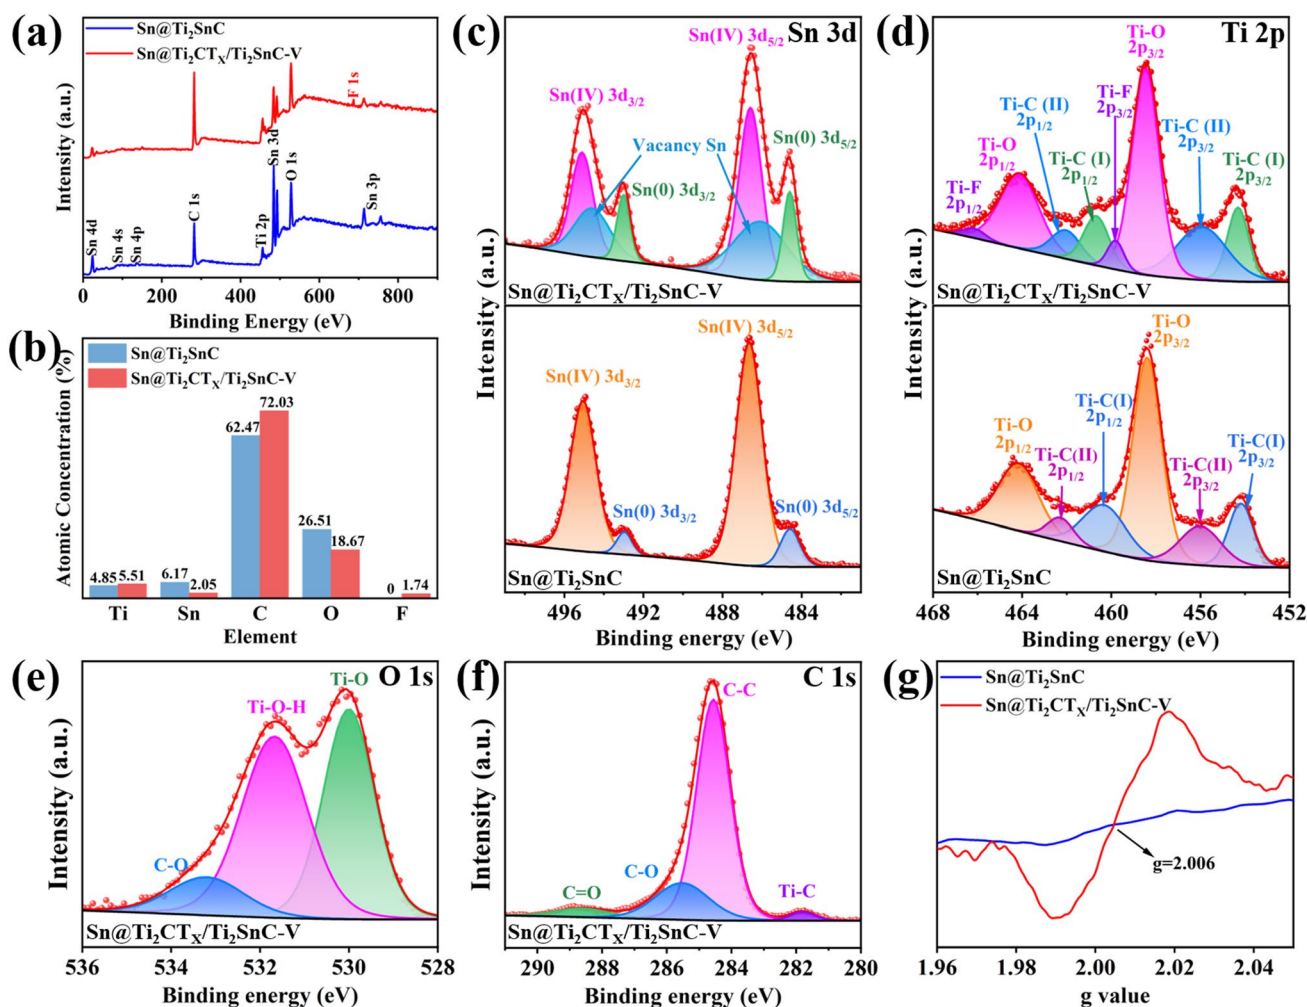 (a)
Sn@Ti₂SnC
Sn@Ti₂CTₓ/Ti₂SnC-V
F 1s
Sn 4d
Sn 4s
Sn 4p
C 1s
Ti 2p
Sn 3d
O 1s
Sn 3p
Intensity (a.u.)
0 200 400 600 800
Binding Energy (eV)
(b)
Sn@Ti₂SnC
Sn@Ti₂CTₓ/Ti₂SnC-V
Atomic Concentration (%)
4.85 5.51
6.17 2.05
62.47 72.03
26.51 18.67
0 1.74
Ti Sn C O F
Element
(c)
Sn 3d
Sn(IV) 3d₅/₂
Sn(IV) 3d₃/₂
Vacancy Sn
Sn(0) 3d₅/₂
Sn(0) 3d₃/₂
Sn@Ti₂CTₓ/Ti₂SnC-V
Intensity (a.u.)
Sn(IV) 3d₅/₂
Sn(IV) 3d₃/₂
Sn(0) 3d₃/₂
Sn(0) 3d₅/₂
Sn@Ti₂SnC
496 492 488 484
Binding energy (eV)
(d)
Ti 2p
Ti-O
2p₃/₂
Ti-F
2p₃/₂
Ti-C (II)
2p₁/₂
Ti-C (II)
2p₃/₂
Ti-O
2p₁/₂
Ti-C (I)
2p₁/₂
Ti-C (I)
2p₃/₂
Ti-F
2p₁/₂
Sn@Ti₂CTₓ/Ti₂SnC-V
Intensity (a.u.)
Ti-O
2p₃/₂
Ti-C(I)
2p₁/₂
Ti-O
2p₁/₂
Ti-C(II)
2p₁/₂
Ti-C(II)
2p₃/₂
Ti-C(I)
2p₃/₂
Sn@Ti₂SnC
468 464 460 456 452
Binding energy (eV)
(e)
O 1s
Ti-O
Ti-O-H
C-O
Sn@Ti₂CTₓ/Ti₂SnC-V
Intensity (a.u.)
536 534 532 530 528
Binding energy (eV)
(f)
C 1s
C-C
C-O
C=O
Ti-C
Sn@Ti₂CTₓ/Ti₂SnC-V
Intensity (a.u.)
290 288 286 284 282 280
Binding energy (eV)
(g)
Sn@Ti₂SnC
Sn@Ti₂CTₓ/Ti₂SnC-V
g=2.006
Intensity (a.u.)
1.96 1.98 2.00 2.02 2.04
g value